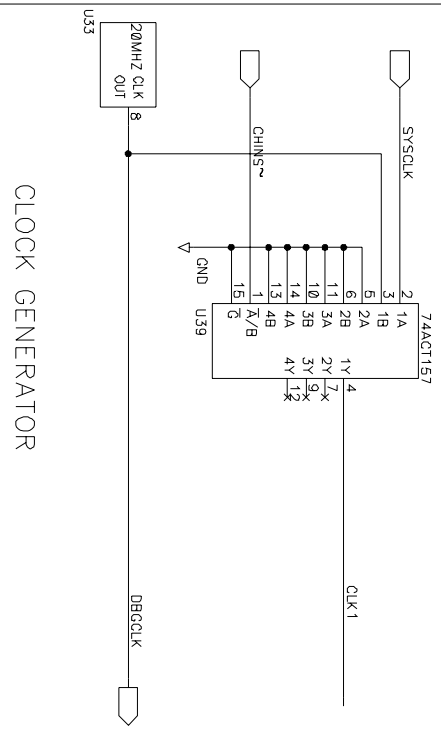 CLOCK GENERATOR
SYSCLK
CHINS~
GND
U33
20MHZ CLK
OUT
8
DBGCLK
74ACT157
2 1A
3 1B
5 2A
6 2B
11 3A
10 3B
14 4A
13 4B
1 A/B
15 G
1Y 4
2Y 7
3Y 9
4Y 12
U39
CLK1